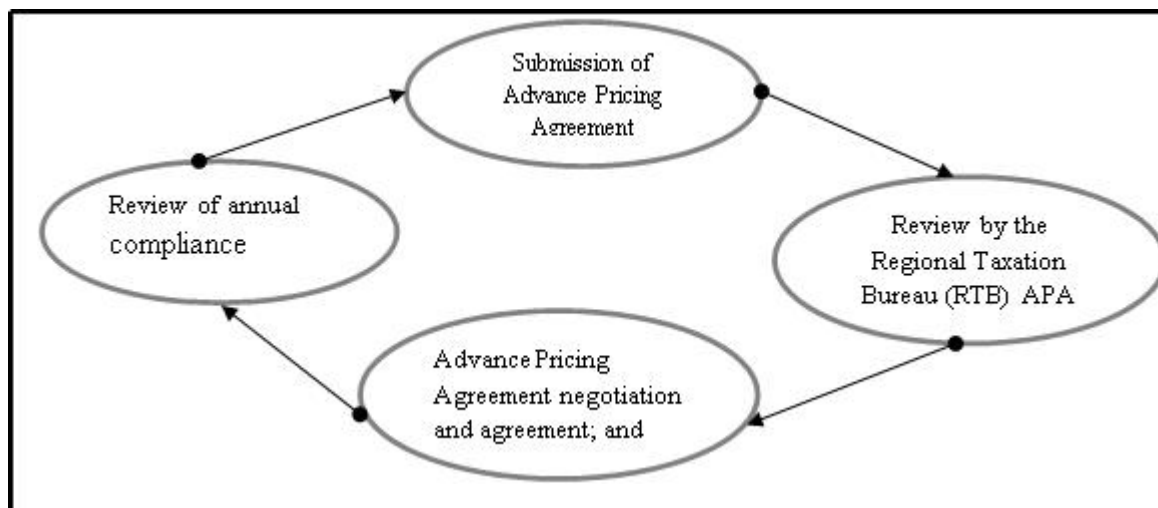 Submission of
Advance Pricing
Agreement
Review of annual
compliance
Review by the
Regional Taxation
Bureau (RTB) APA
Advance Pricing
Agreement negotiation
and agreement; and